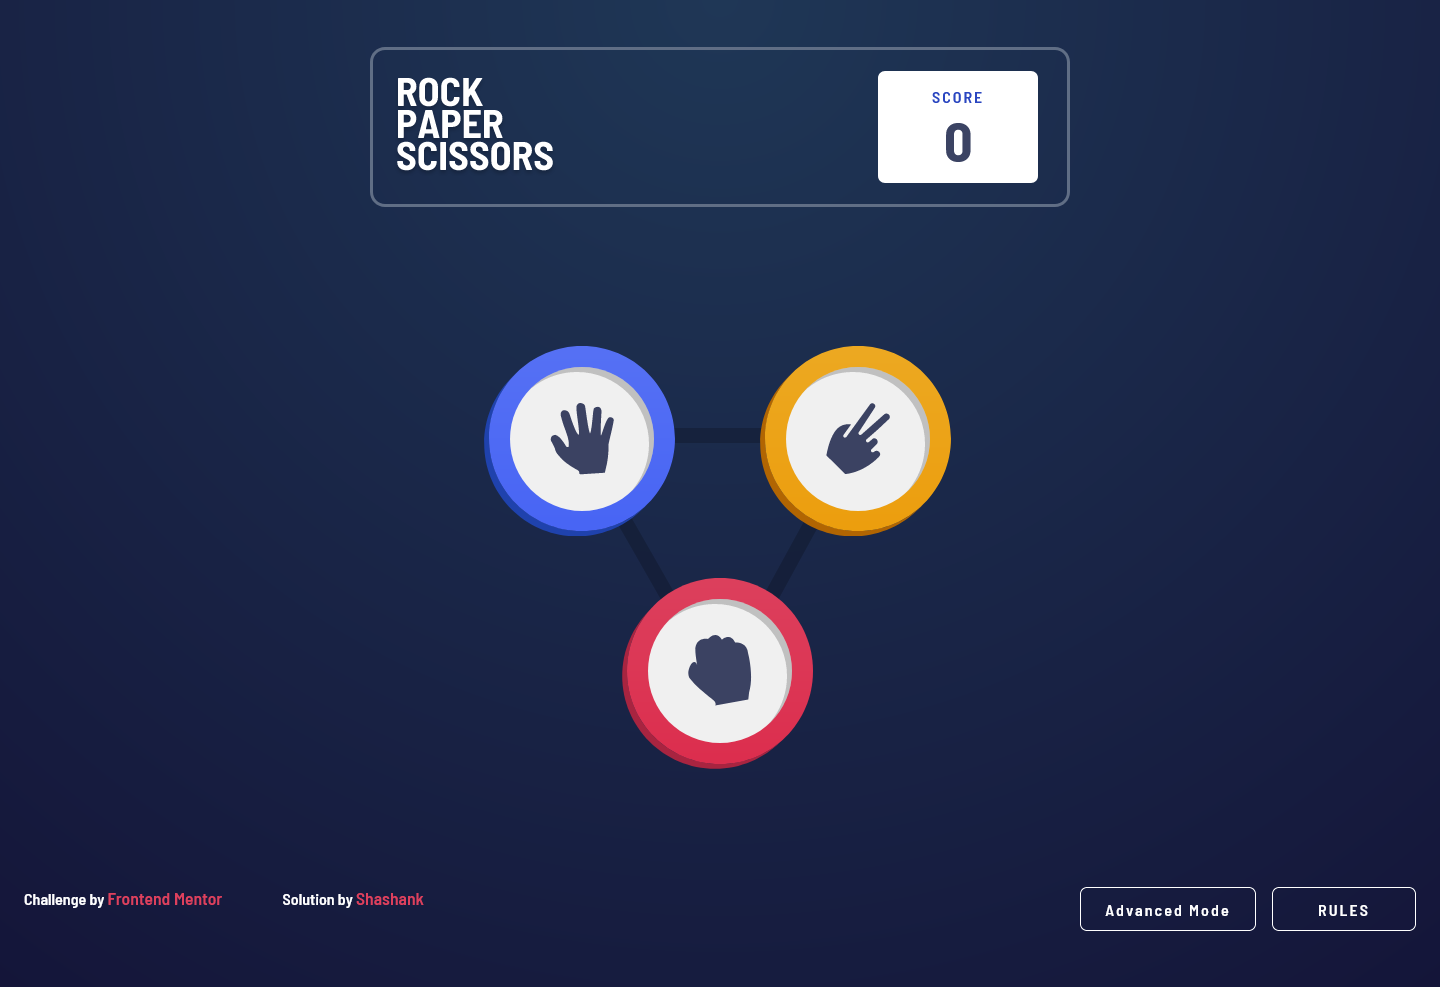 ROCK
PAPER
SCISSORS
SCORE
0
Challenge by Frontend Mentor
Solution by Shashank
Advanced Mode
RULES